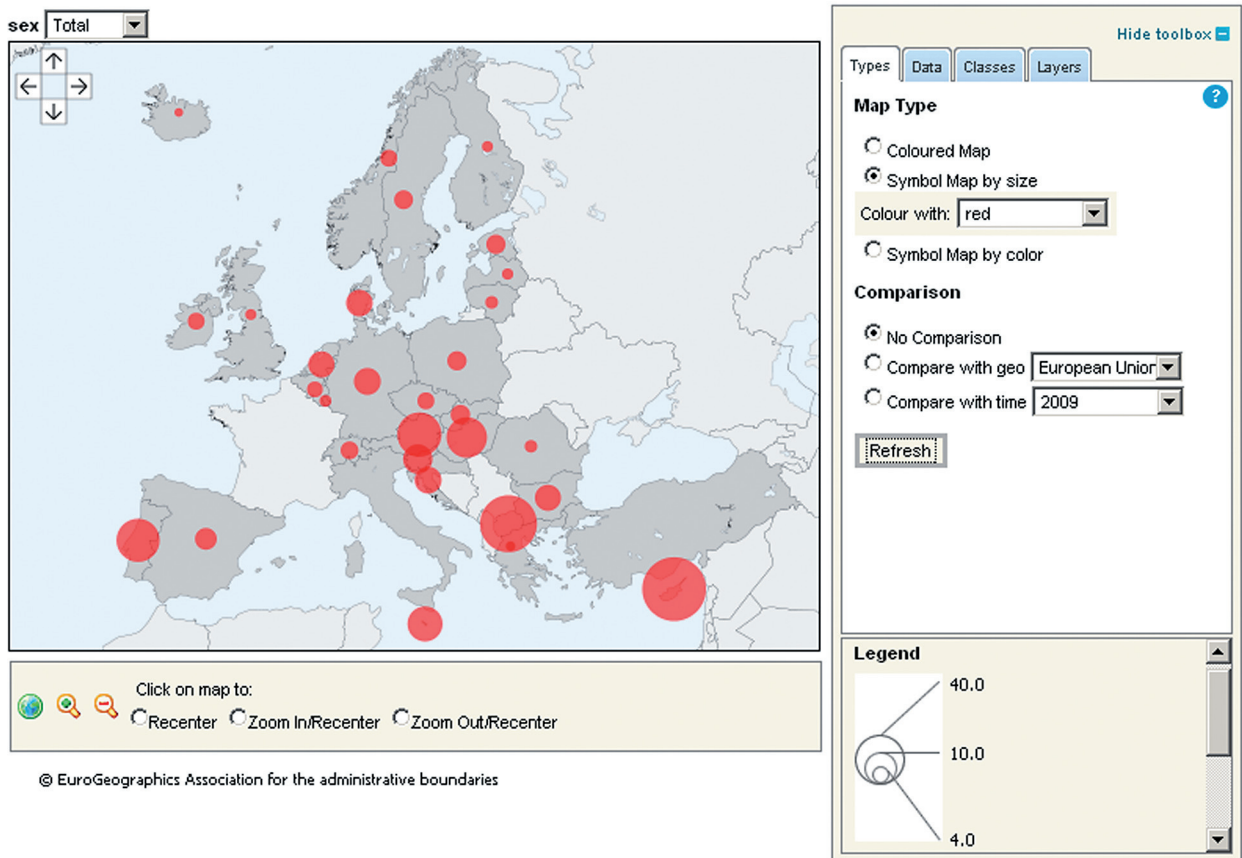 sex Total
Hide toolbox
Types Data Classes Layers
Map Type
?
Coloured Map
Symbol Map by size
Colour with: red
Symbol Map by color
Comparison
No Comparison
Compare with geo European Union
Compare with time 2009
Refresh
Legend
40.0
10.0
4.0
Click on map to:
Recenter Zoom In/Recenter Zoom Out/Recenter
© EuroGeographics Association for the administrative boundaries